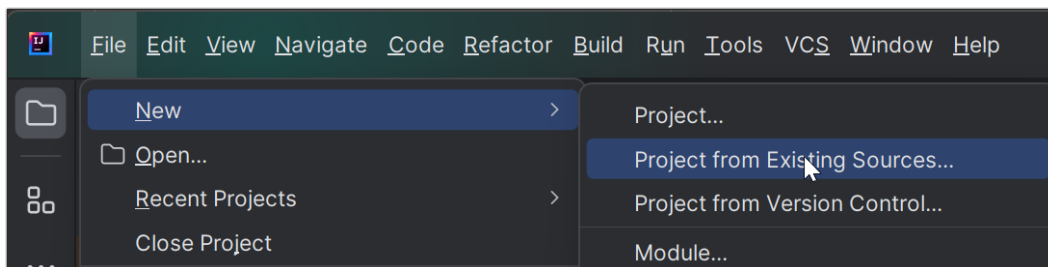 IJ
File Edit View Navigate Code Refactor Build Run Tools VCS Window Help
New
Open...
Recent Projects
Close Project
Project...
Project from Existing Sources...
Project from Version Control...
Module...